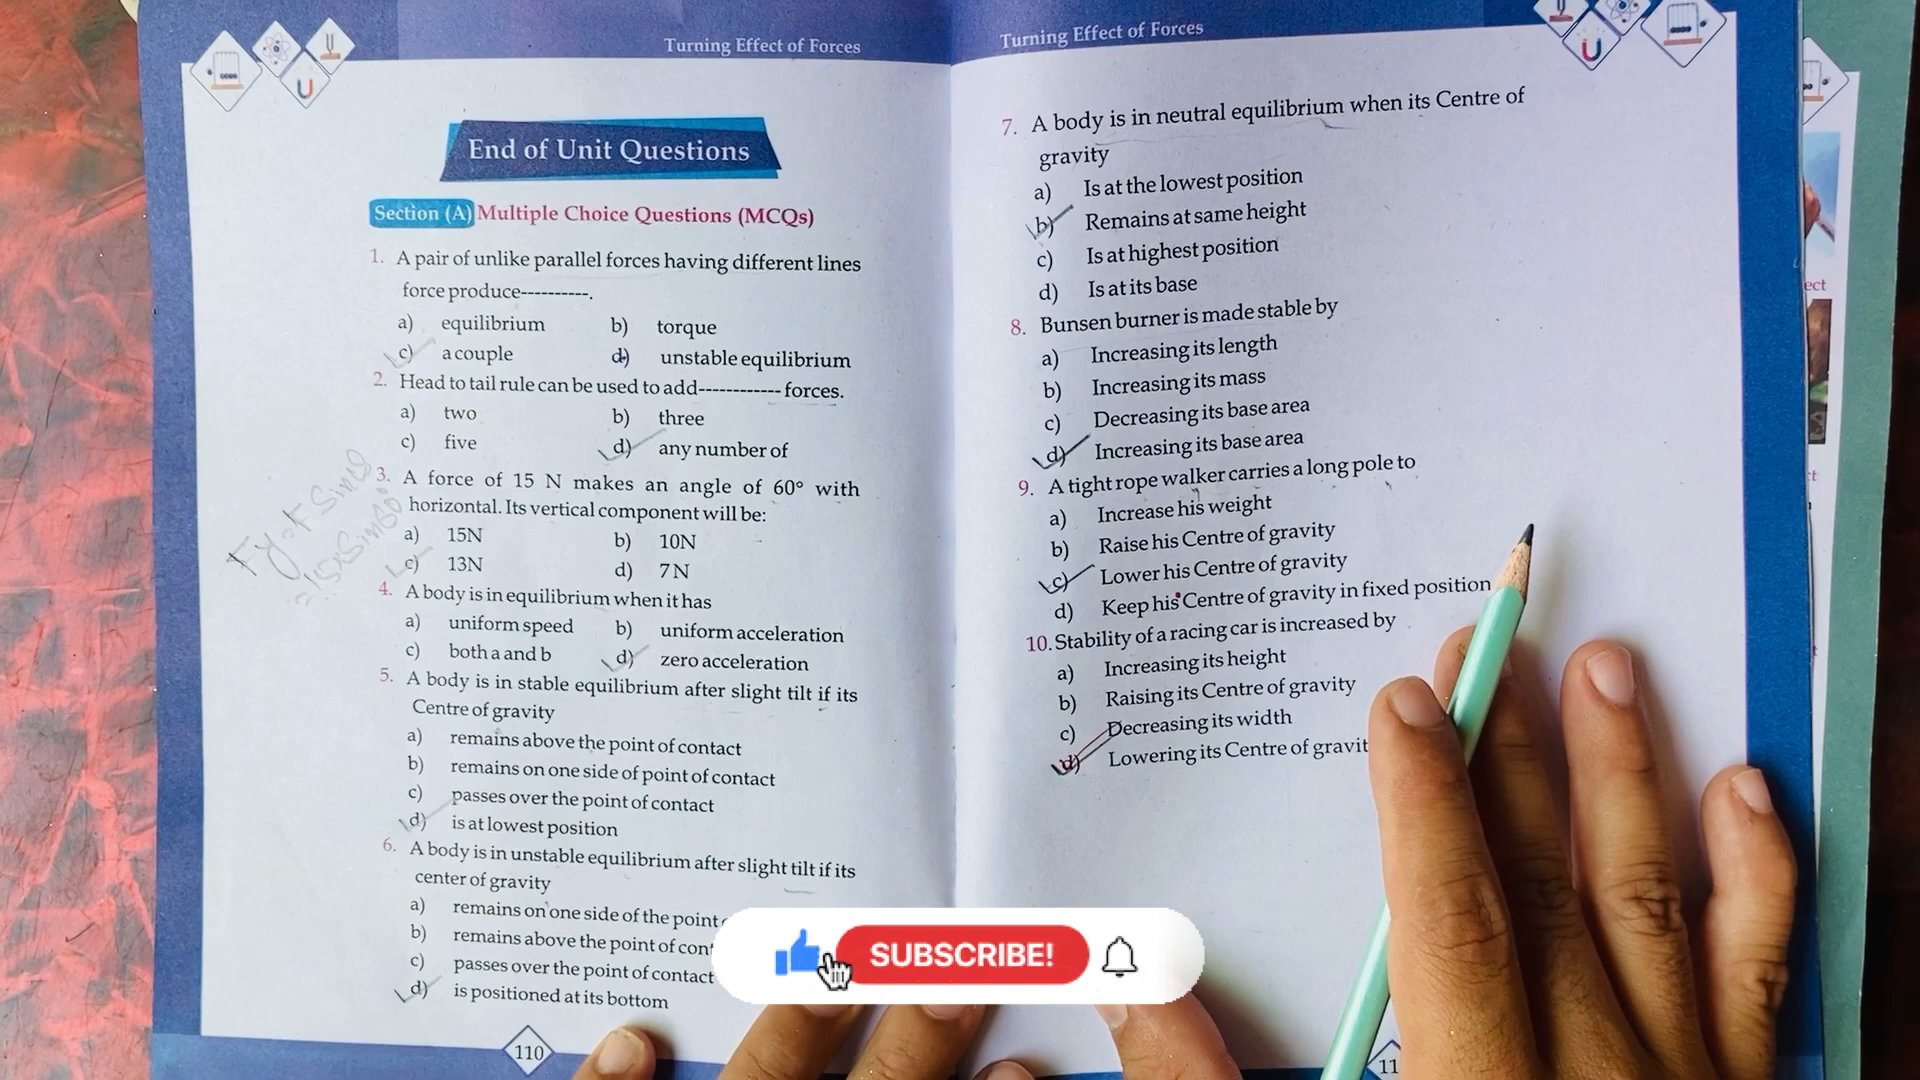 Turning Effect of Forces
End of Unit Questions
Section (A) Multiple Choice Questions (MCQs)
1. A pair of unlike parallel forces having different lines
force produce----------.
a) equilibrium b) torque
c) a couple d) unstable equilibrium
2. Head to tail rule can be used to add------------ forces.
a) two b) three
c) five d) any number of
3. A force of 15 N makes an angle of 60° with
horizontal. Its vertical component will be:
a) 15N b) 10N
c) 13N d) 7N
Fy=F Sinθ
=15xSin60°
4. A body is in equilibrium when it has
a) uniform speed b) uniform acceleration
c) both a and b d) zero acceleration
5. A body is in stable equilibrium after slight tilt if its
Centre of gravity
a) remains above the point of contact
b) remains on one side of point of contact
c) passes over the point of contact
d) is at lowest position
6. A body is in unstable equilibrium after slight tilt if its
center of gravity
a) remains on one side of the point
b) remains above the point of con
c) passes over the point of contact
d) is positioned at its bottom
110
Turning Effect of Forces
7. A body is in neutral equilibrium when its Centre of
gravity
a) Is at the lowest position
b) Remains at same height
c) Is at highest position
d) Is at its base
8. Bunsen burner is made stable by
a) Increasing its length
b) Increasing its mass
c) Decreasing its base area
d) Increasing its base area
9. A tight rope walker carries a long pole to
a) Increase his weight
b) Raise his Centre of gravity
c) Lower his Centre of gravity
d) Keep his Centre of gravity in fixed position
10. Stability of a racing car is increased by
a) Increasing its height
b) Raising its Centre of gravity
c) Decreasing its width
d) Lowering its Centre of gravit
11
ect
SUBSCRIBE!